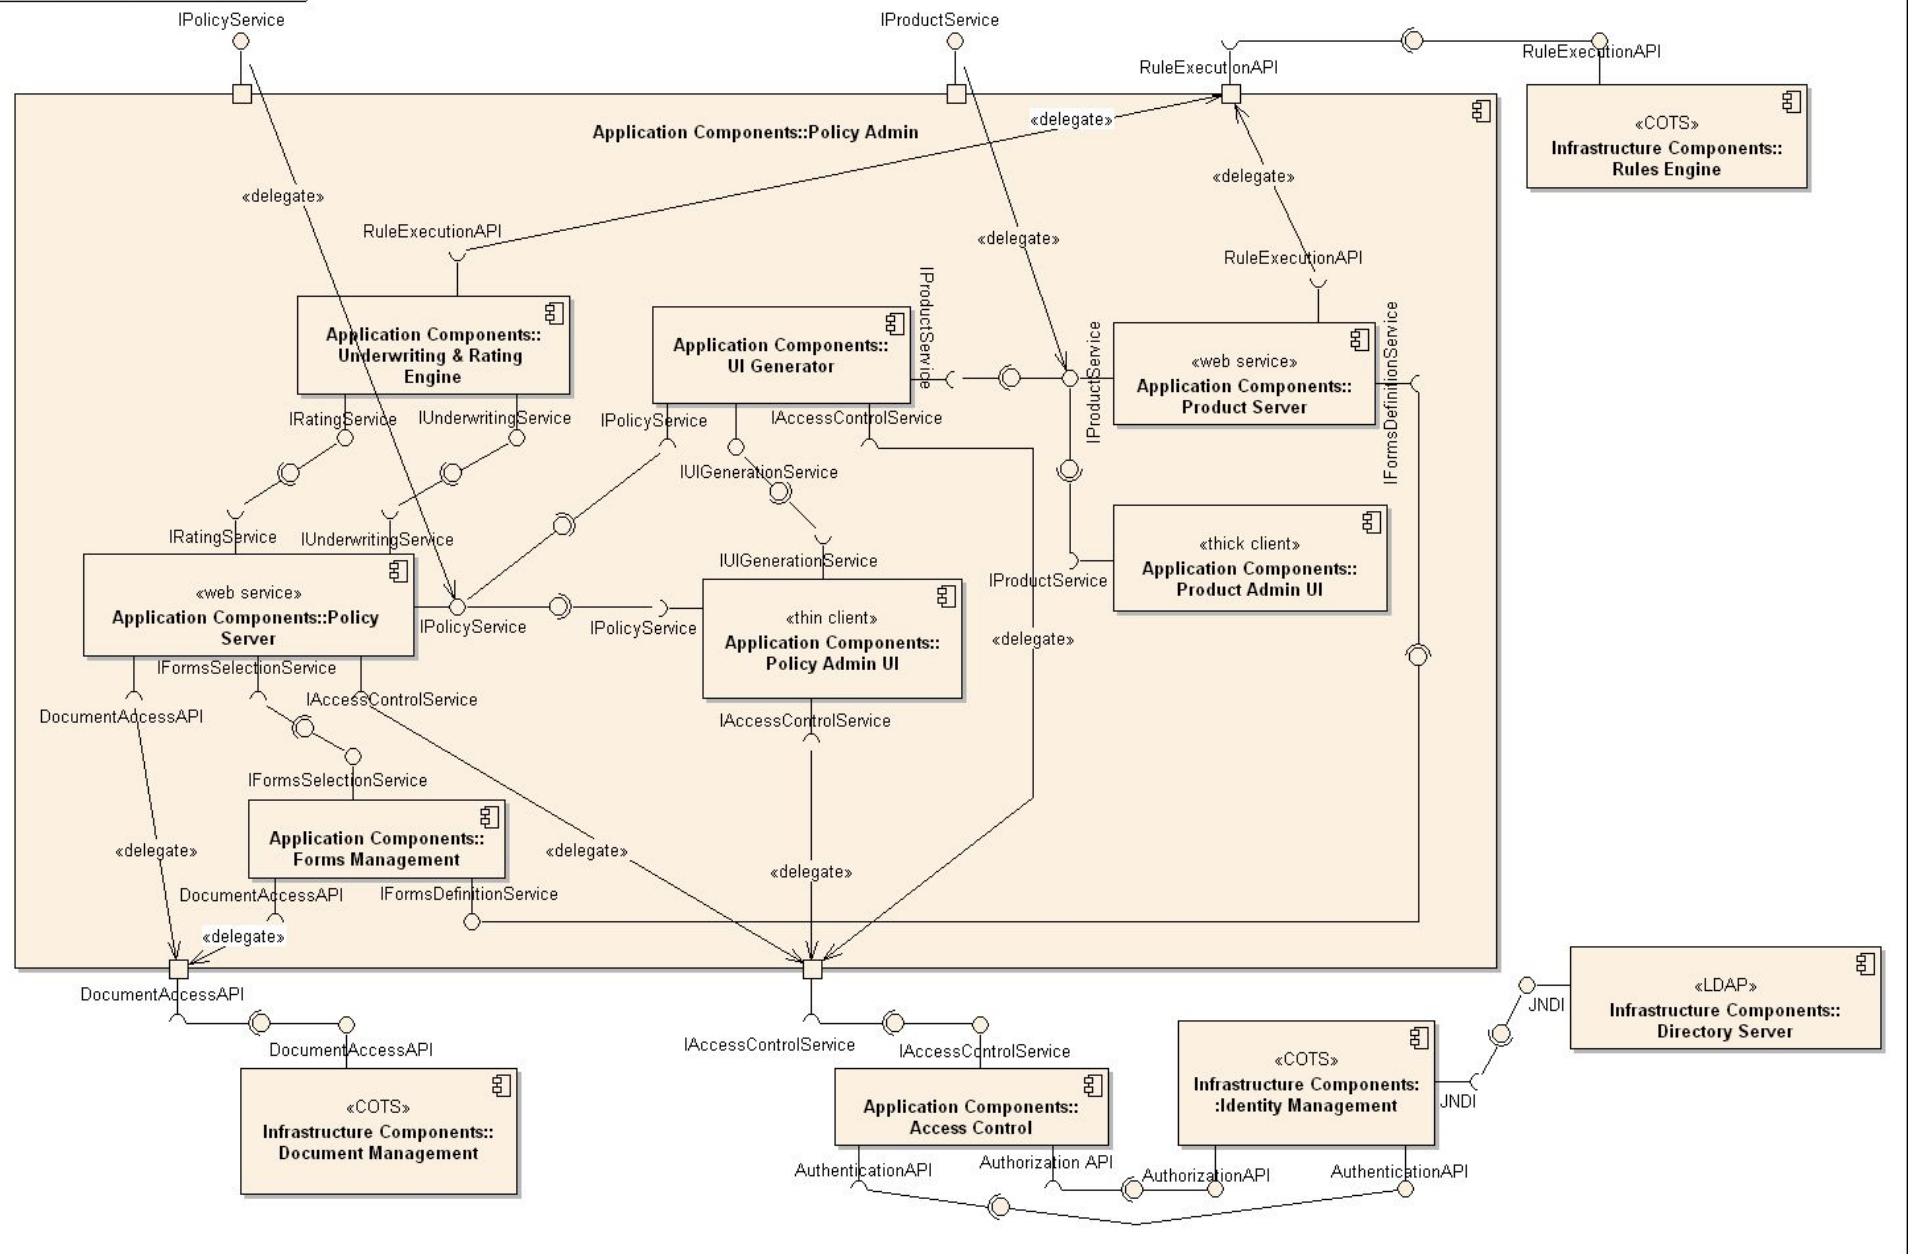 IPolicyService
IProductService
RuleExecutionAPI
RuleExecutionAPI
«delegate»
Application Components::Policy Admin
«COTS»
Infrastructure Components::
Rules Engine
«delegate»
«delegate»
RuleExecutionAPI
«delegate»
RuleExecutionAPI
Application Components::
Underwriting & Rating
Engine
Application Components::
UI Generator
IProductService
IProductService
«web service»
Application Components::
Product Server
IFormsDefinitionService
IRatingService
IUnderwritingService
IPolicyService
IAccessControlService
IUIGenerationService
IRatingService
IUnderwritingService
IUIGenerationService
«thick client»
Application Components::
Product Admin UI
IProductService
«web service»
Application Components::Policy
Server
IPolicyService
IPolicyService
«thin client»
Application Components::
Policy Admin UI
«delegate»
IFormsSelectionService
IAccessControlService
DocumentAccessAPI
IAccessControlService
IFormsSelectionService
Application Components::
Forms Management
«delegate»
«delegate»
«delegate»
DocumentAccessAPI
IFormsDefinitionService
«delegate»
DocumentAccessAPI
DocumentAccessAPI
IAccessControlService
IAccessControlService
«LDAP»
Infrastructure Components::
Directory Server
JNDI
«COTS»
Infrastructure Components:
:Identity Management
JNDI
«COTS»
Infrastructure Components::
Document Management
Application Components::
Access Control
AuthenticationAPI
Authorization API
AuthorizationAPI
AuthenticationAPI